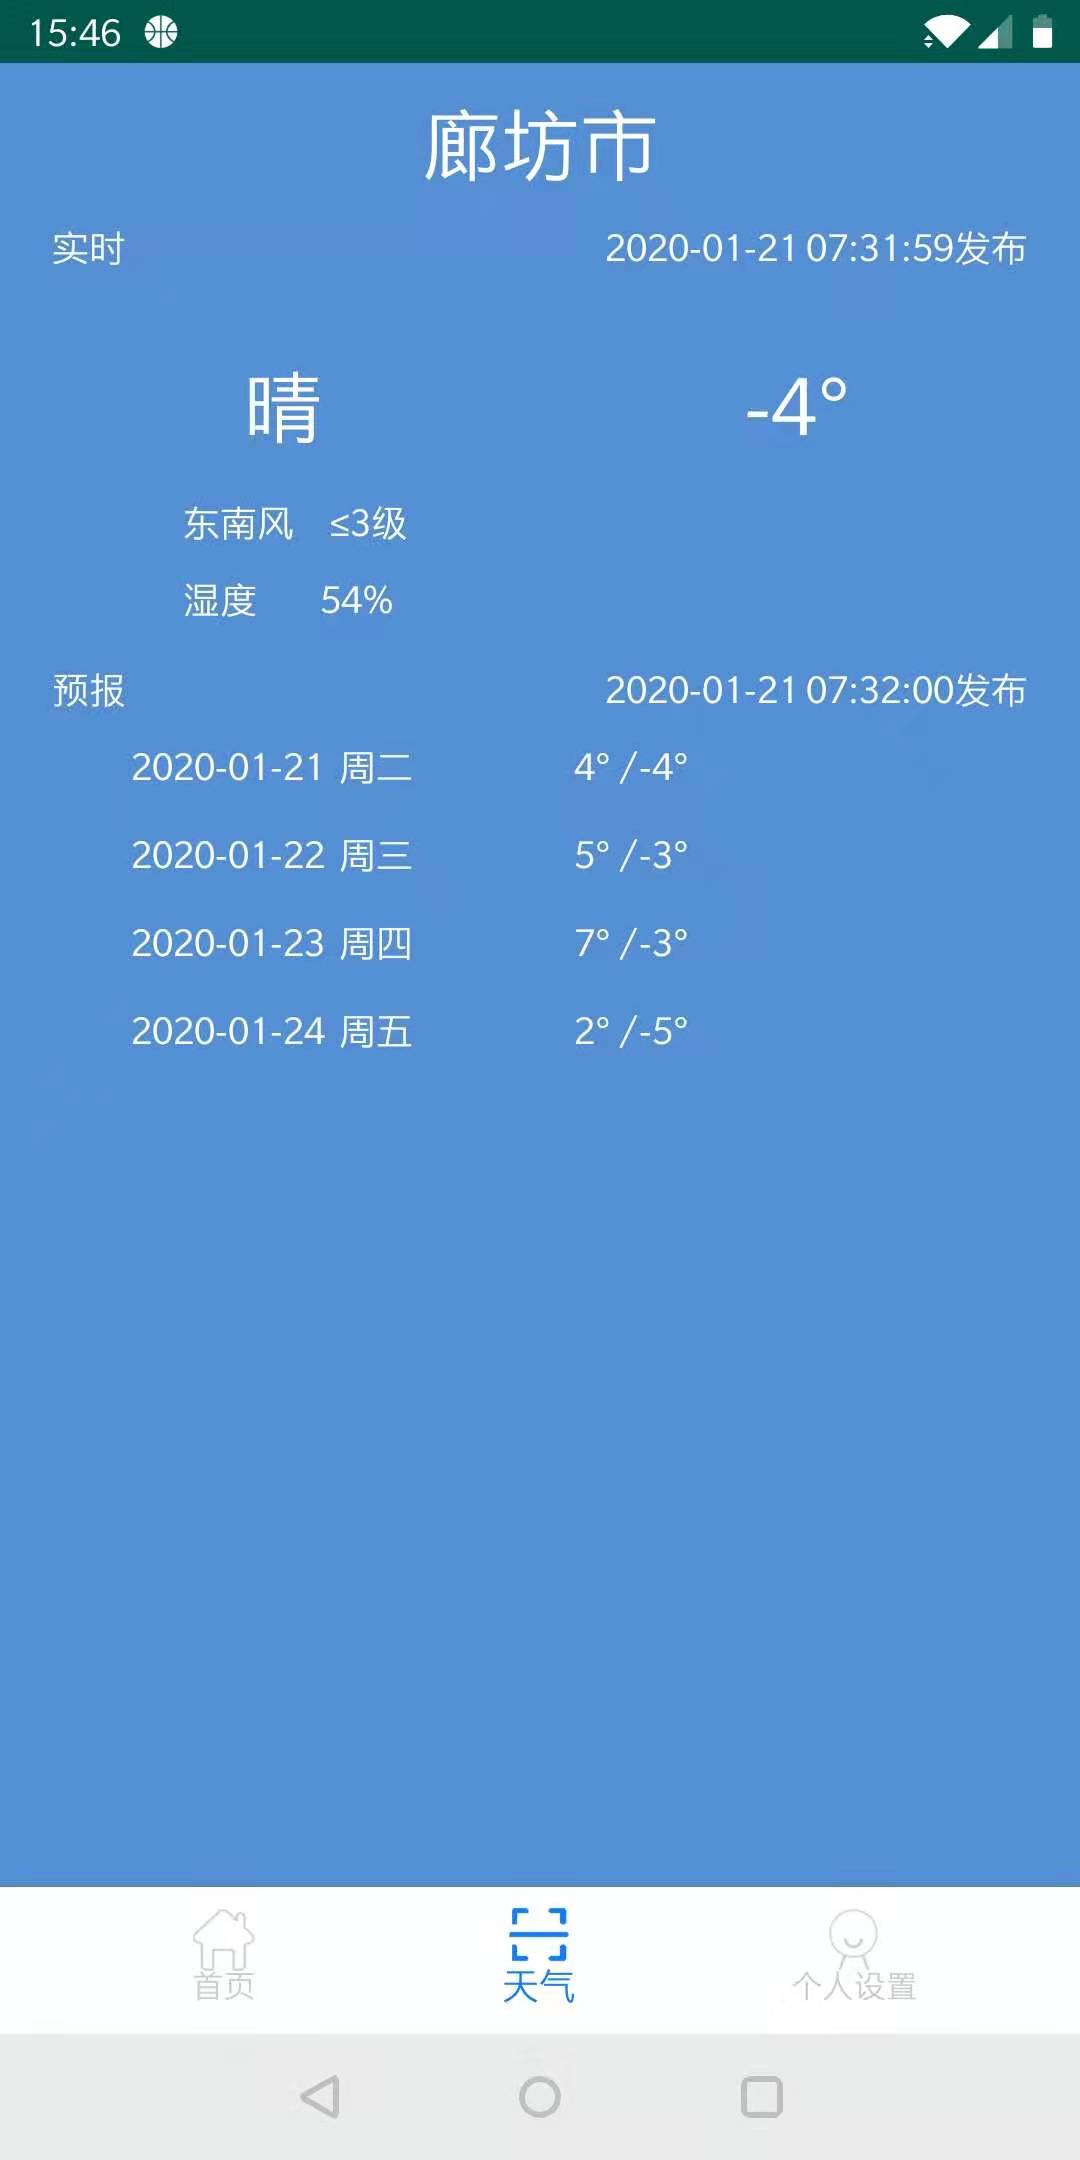 15:46
廊坊市
实时 2020-01-21 07:31:59发布
晴 -4°
东南风 ≤3级
湿度 54%
预报 2020-01-21 07:32:00发布
2020-01-21 周二 4° /-4°
2020-01-22 周三 5° /-3°
2020-01-23 周四 7° /-3°
2020-01-24 周五 2° /-5°
首页 天气 个人设置